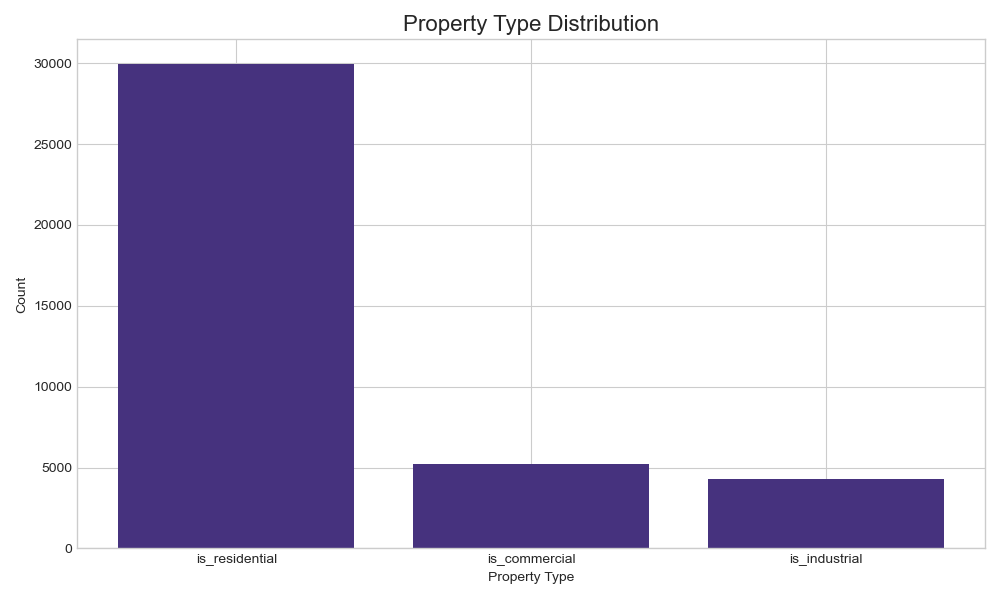 Property Type Distribution
30000
25000
20000
15000
10000
5000
0
Count
is_residential
is_commercial
is_industrial
Property Type